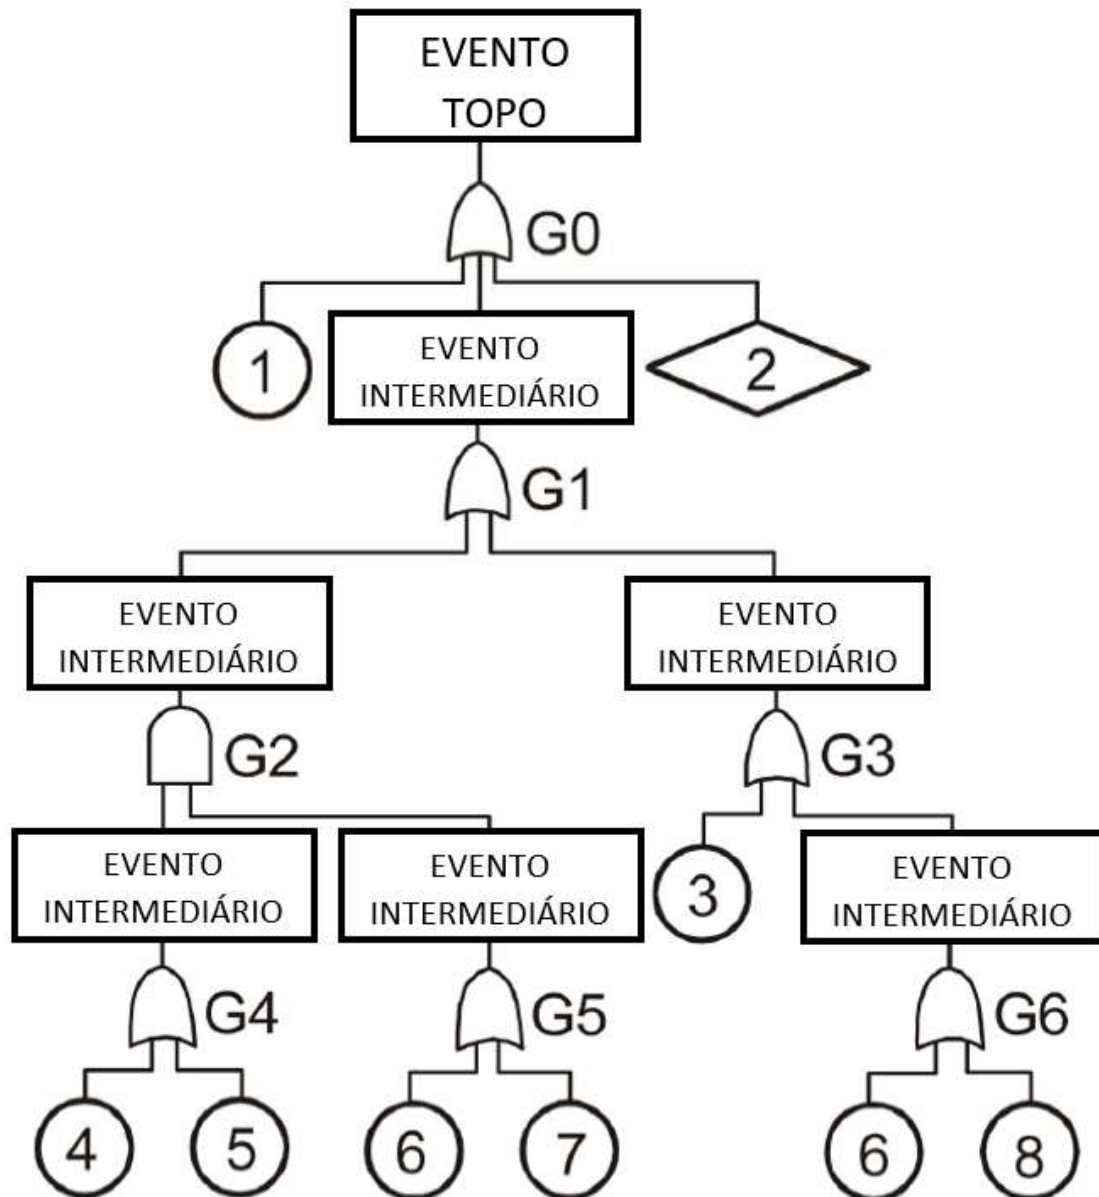 EVENTO
TOPO
G0
1
EVENTO
INTERMEDIÁRIO
2
G1
EVENTO
INTERMEDIÁRIO
EVENTO
INTERMEDIÁRIO
G2
G3
EVENTO
INTERMEDIÁRIO
EVENTO
INTERMEDIÁRIO
3
EVENTO
INTERMEDIÁRIO
G4
G5
G6
4
5
6
7
6
8